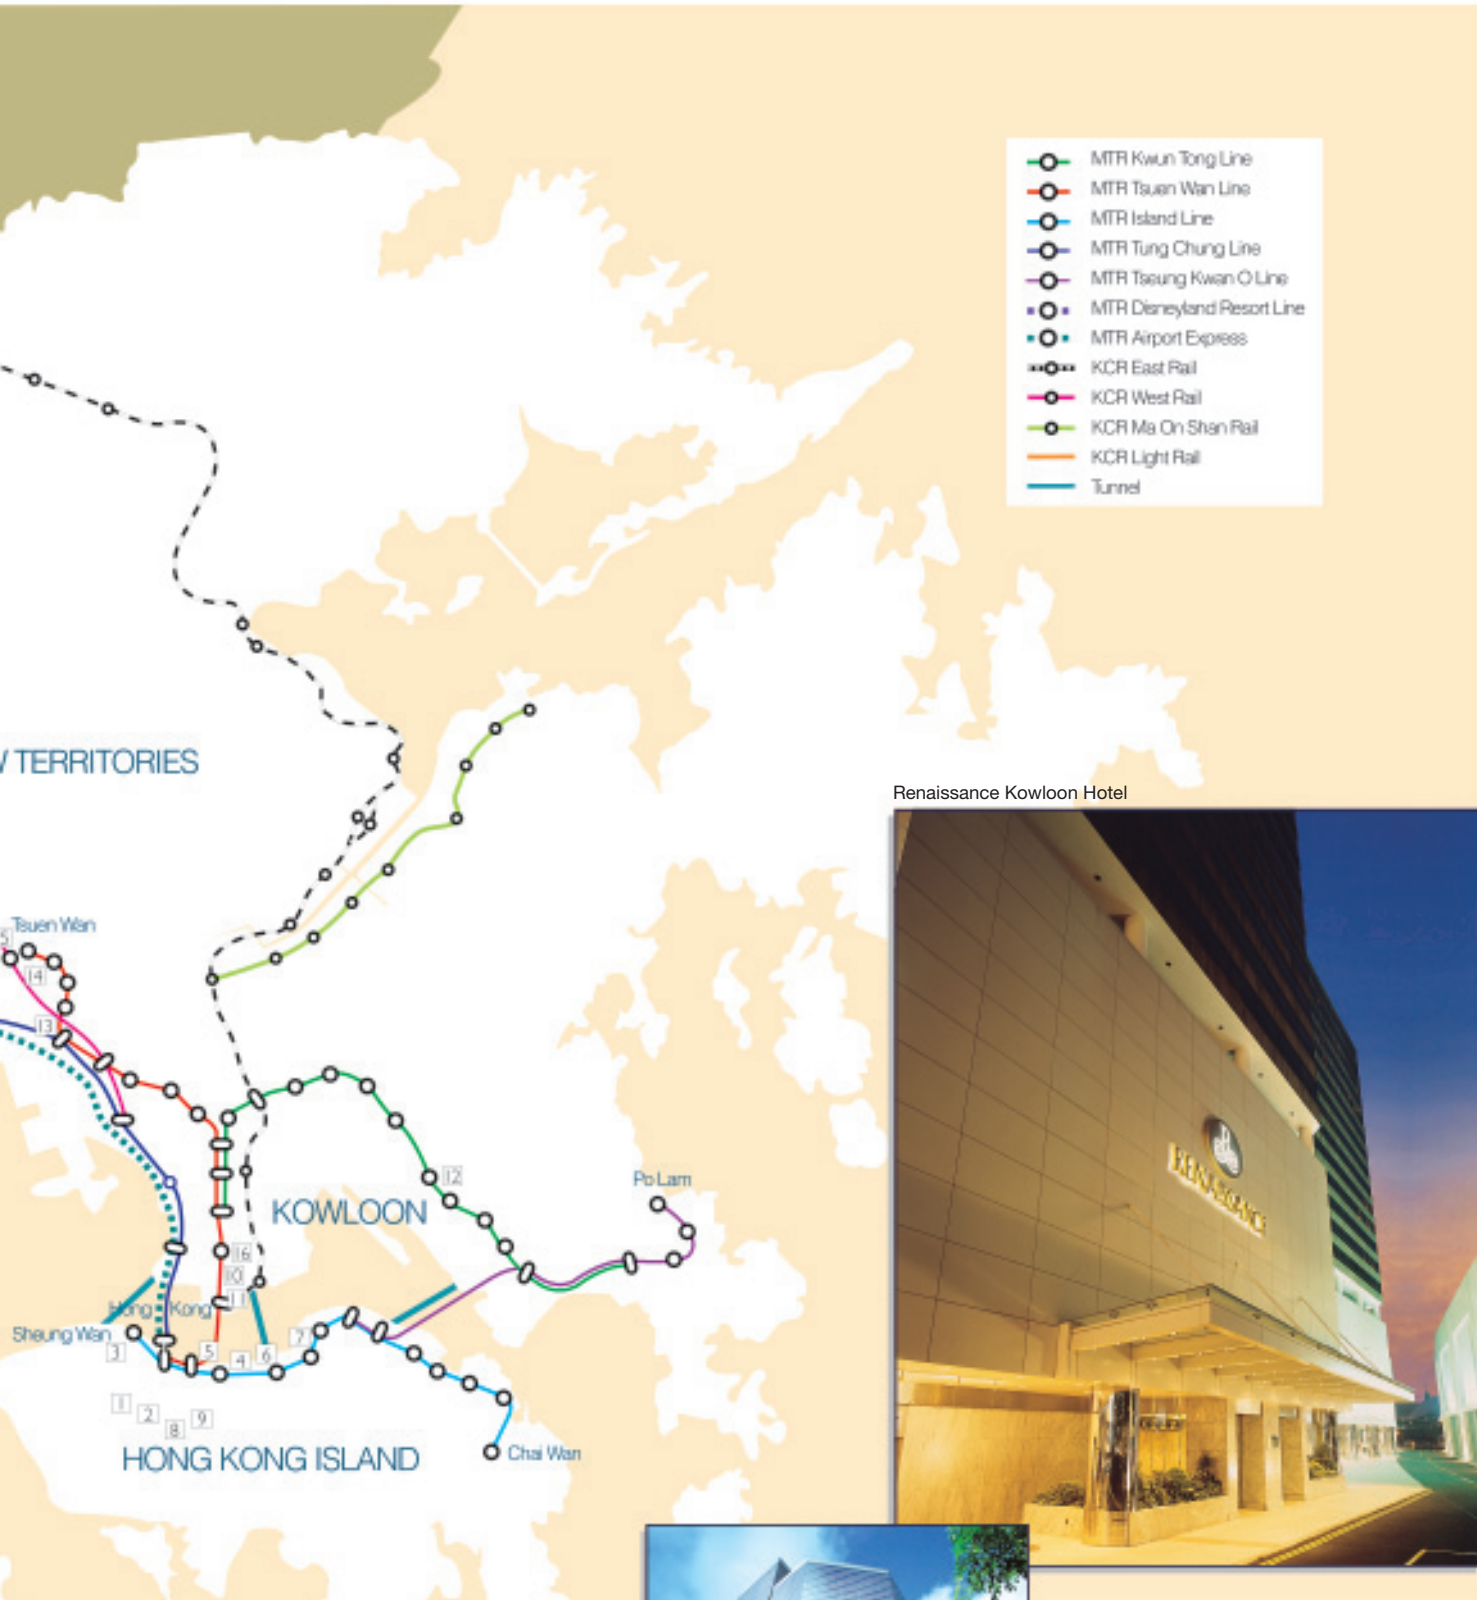 MTR Kwun Tong Line
MTR Tsuen Wan Line
MTR Island Line
MTR Tung Chung Line
MTR Tseung Kwan O Line
MTR Disneyland Resort Line
MTR Airport Express
KCR East Rail
KCR West Rail
KCR Ma On Shan Rail
KCR Light Rail
Tunnel
TERRITORIES
Renaissance Kowloon Hotel
Tsuen Wan
5
14
13
12
Po Lam
RENAISSANCE
KOWLOON
16
10
11
Hong Kong
Sheung Wan
3
5
4
6
7
1
2
8
9
HONG KONG ISLAND
Chai Wan